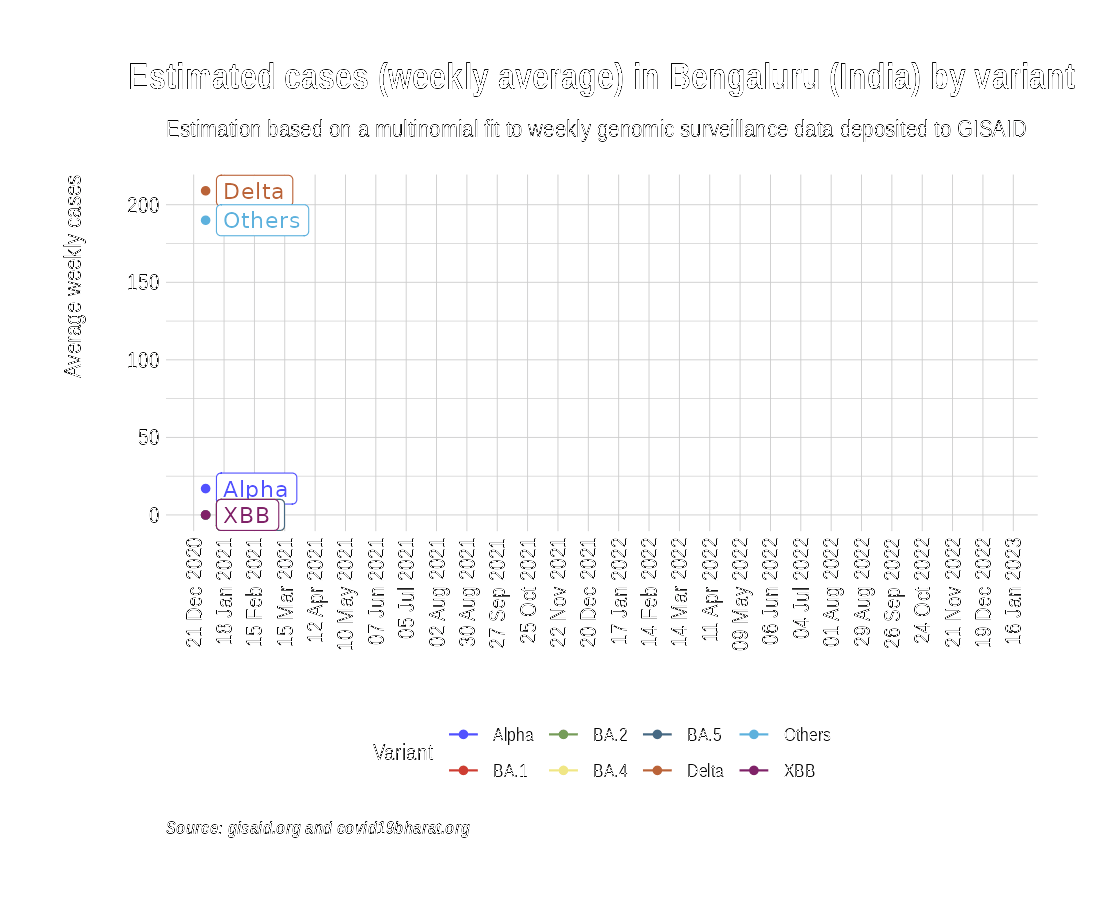 Estimated cases (weekly average) in Bengaluru (India) by variant
Estimation based on a multinomial fit to weekly genomic surveillance data deposited to GISAID
Average weekly cases
200
150
100
50
0
Delta
Others
Alpha
XBB
21 Dec 2020
18 Jan 2021
15 Feb 2021
15 Mar 2021
12 Apr 2021
10 May 2021
07 Jun 2021
05 Jul 2021
02 Aug 2021
30 Aug 2021
27 Sep 2021
25 Oct 2021
22 Nov 2021
20 Dec 2021
17 Jan 2022
14 Feb 2022
14 Mar 2022
11 Apr 2022
09 May 2022
06 Jun 2022
04 Jul 2022
01 Aug 2022
29 Aug 2022
26 Sep 2022
24 Oct 2022
21 Nov 2022
19 Dec 2022
16 Jan 2023
Variant
Alpha BA.2 BA.5 Others
BA.1 BA.4 Delta XBB
Source: gisaid.org and covid19bharat.org